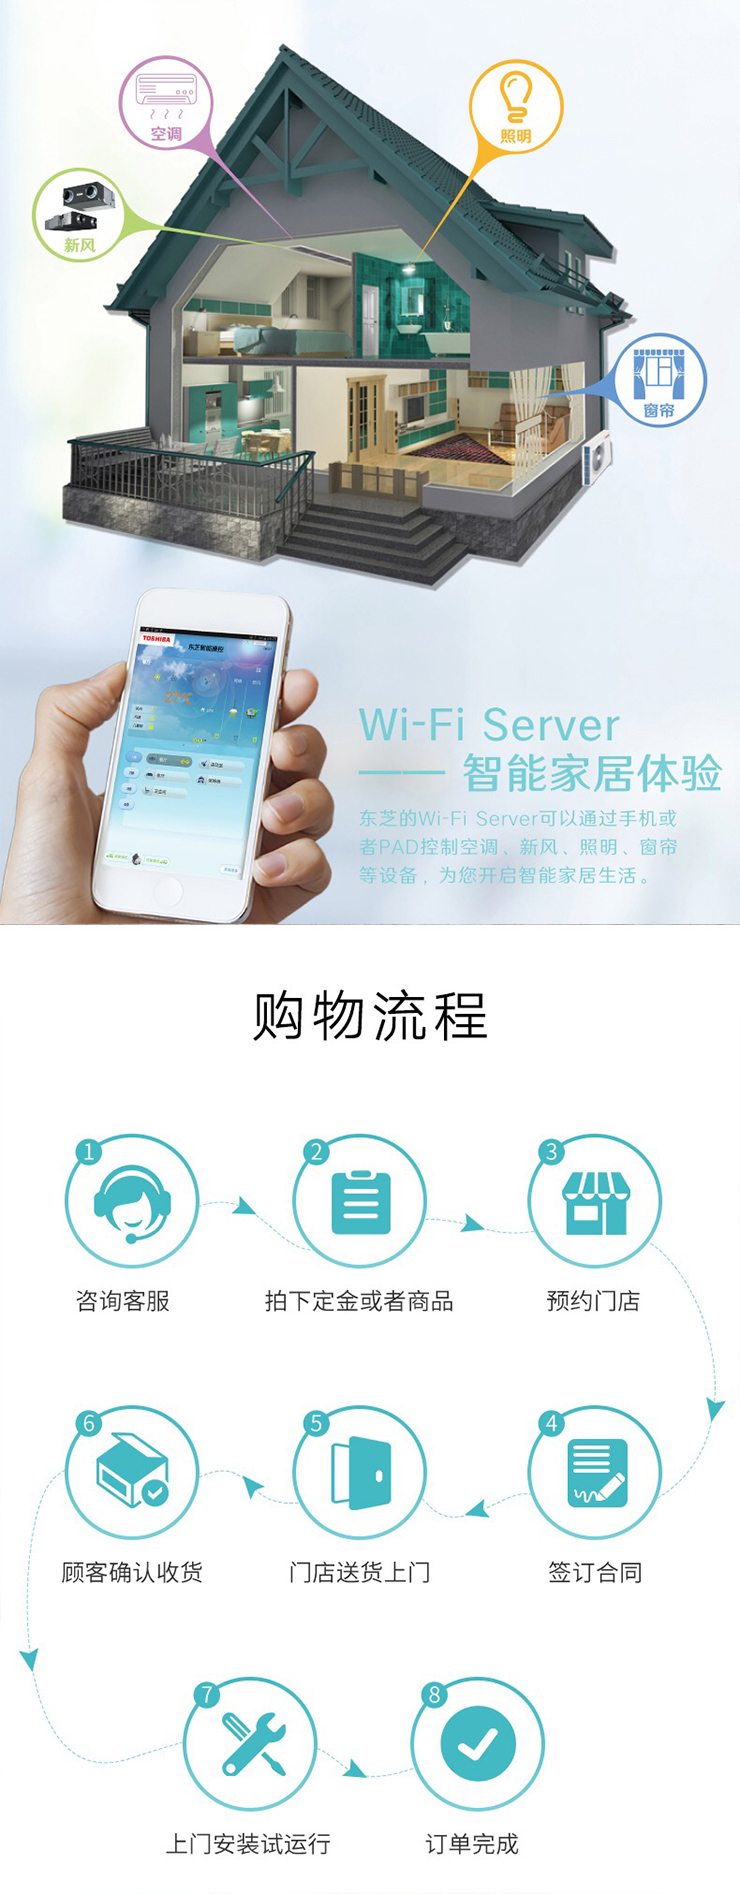 空调
照明
新风
窗帘
TOSHIBA
东芝智能桌控
27℃
Wi-Fi Server
—— 智能家居体验
东芝的Wi-Fi Server可以通过手机或
者PAD控制空调、新风、照明、窗帘
等设备，为您开启智能家居生活。
购物流程
1
2
3
咨询客服
拍下定金或者商品
预约门店
6
5
4
顾客确认收货
门店送货上门
签订合同
7
8
上门安装试运行
订单完成